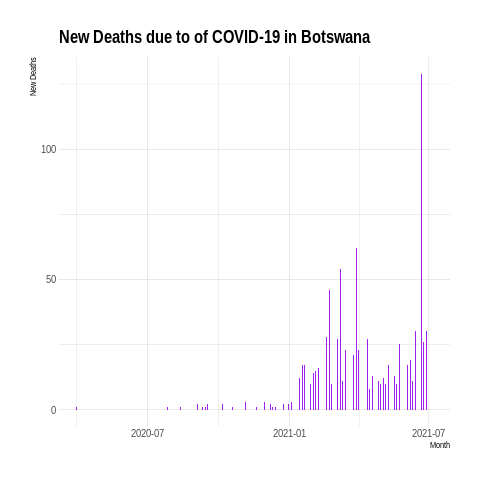 New Deaths due to of COVID-19 in Botswana
New Deaths
100
50
0
2020-07
2021-01
2021-07
Month